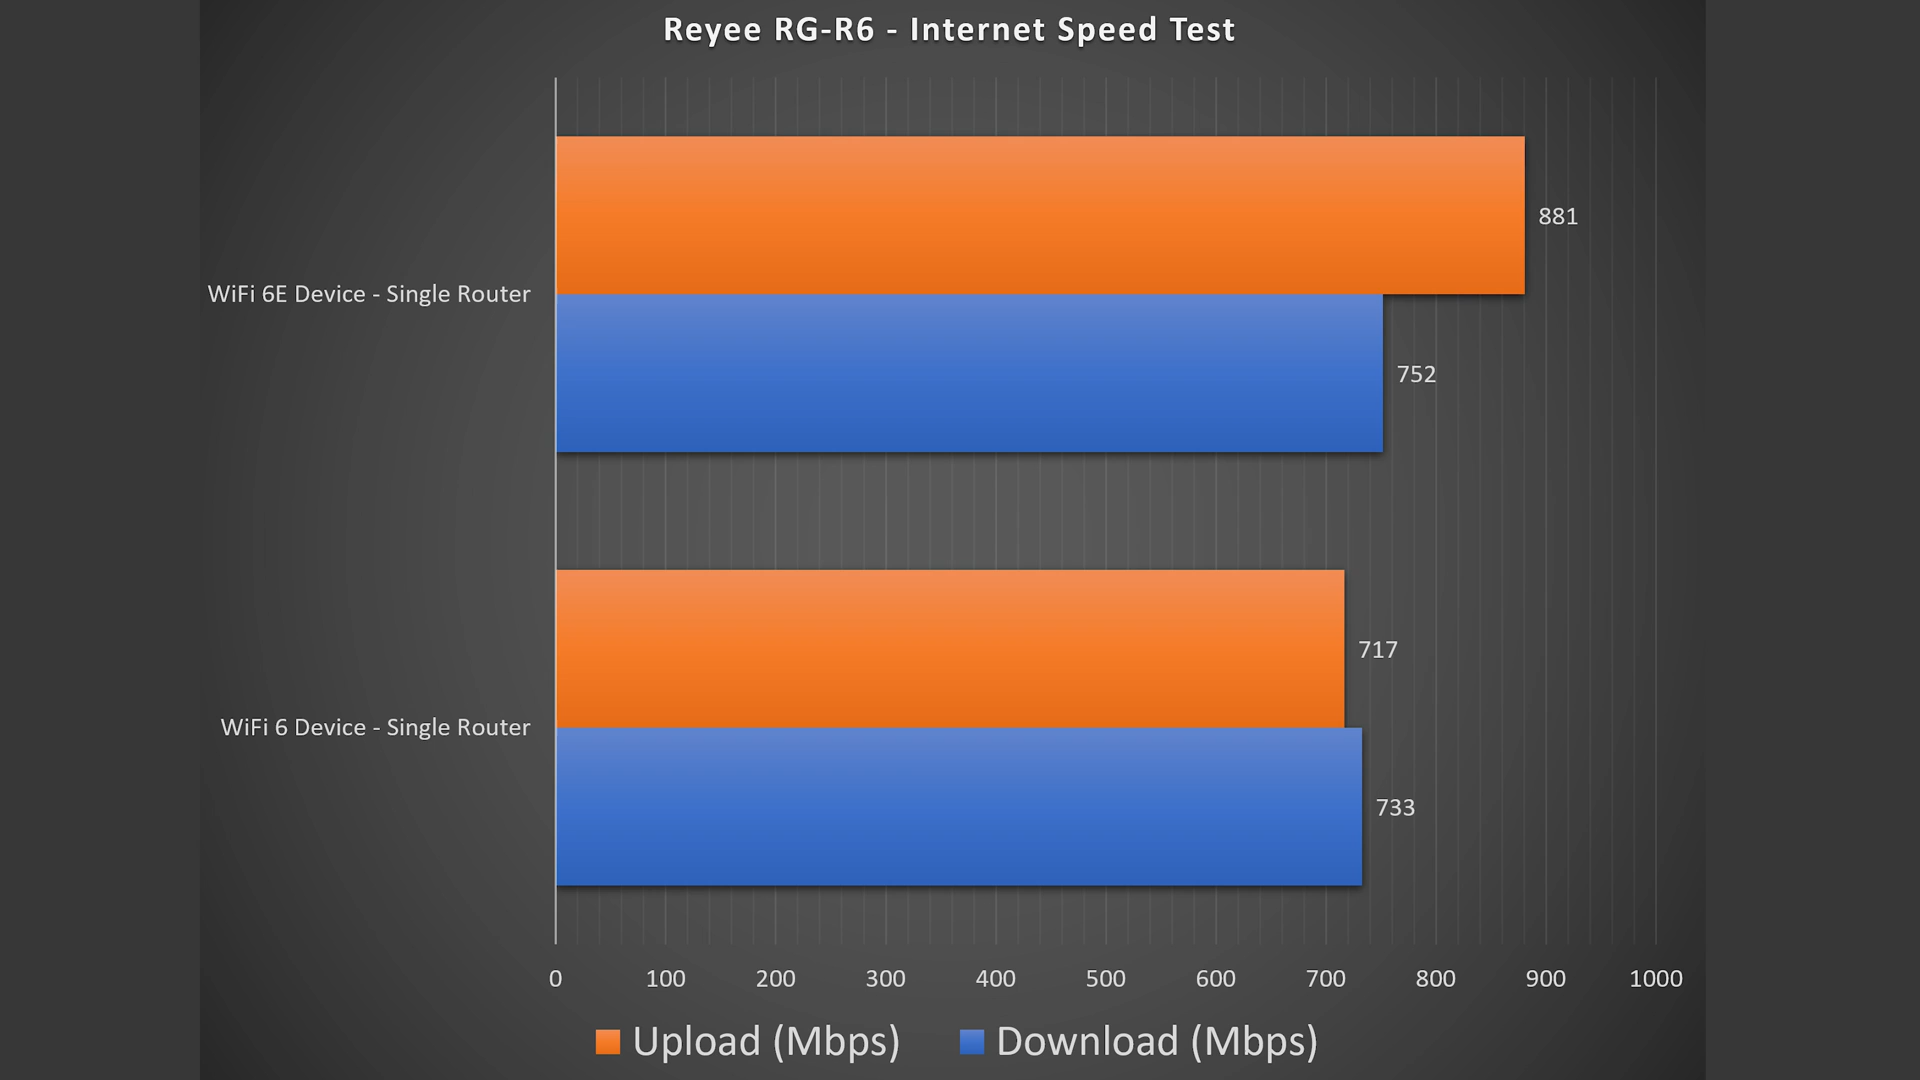 Reyee RG-R6 - Internet Speed Test
881
WiFi 6E Device - Single Router
752
717
WiFi 6 Device - Single Router
733
0 100 200 300 400 500 600 700 800 900 1000
Upload (Mbps) Download (Mbps)